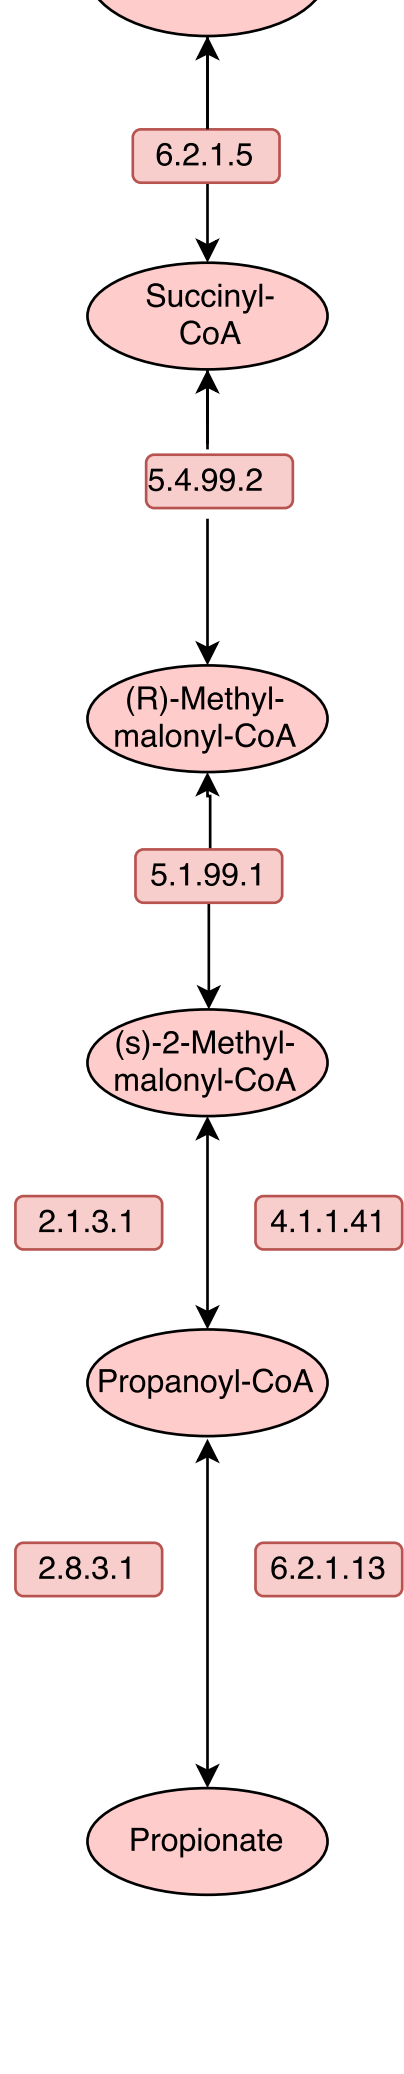 6.2.1.5
Succinyl-
CoA
5.4.99.2
(R)-Methyl-
malonyl-CoA
5.1.99.1
(s)-2-Methyl-
malonyl-CoA
2.1.3.1
4.1.1.41
Propanoyl-CoA
2.8.3.1
6.2.1.13
Propionate